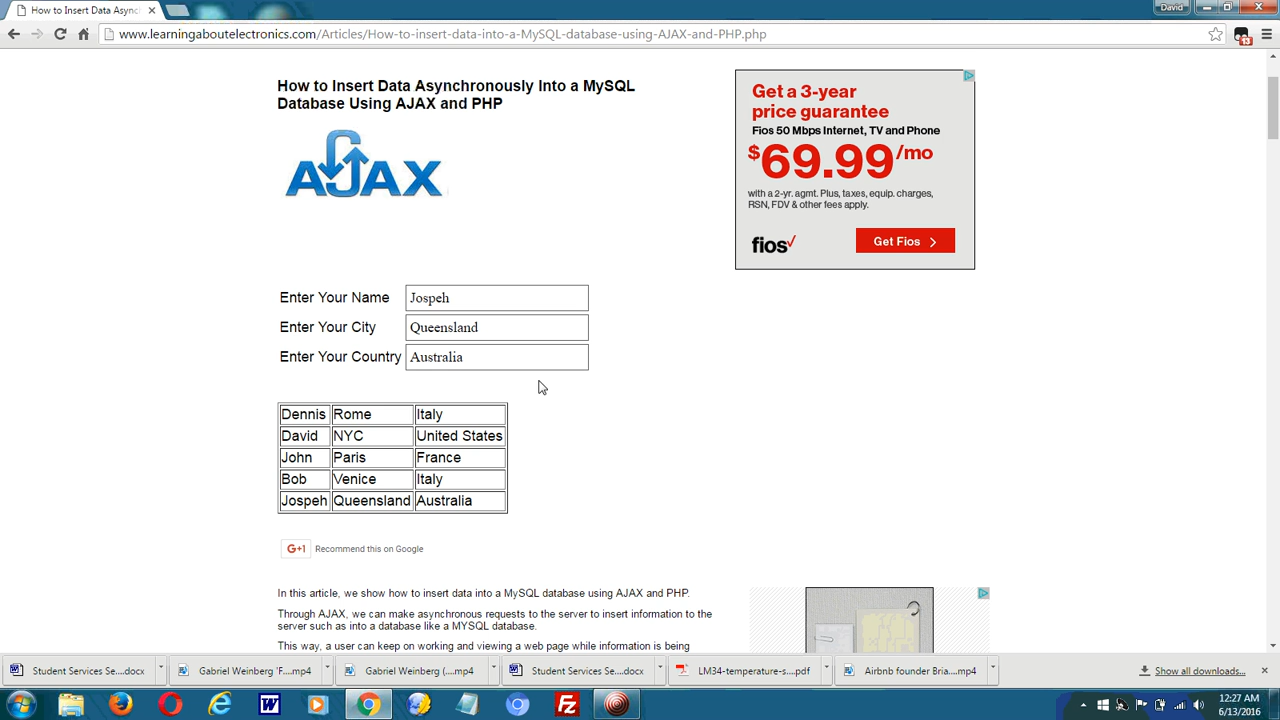 How to Insert Data Asyncl
David
www.learningaboutelectronics.com/Articles/How-to-insert-data-into-a-MySQL-database-using-AJAX-and-PHP.php
13
How to Insert Data Asynchronously Into a MySQL
Database Using AJAX and PHP
AJAX
Get a 3-year
price guarantee
Fios 50 Mbps Internet, TV and Phone
$69.99/mo
with a 2-yr. agmt. Plus, taxes, equip. charges,
RSN, FDV & other fees apply.
fios✓
Get Fios >
Enter Your Name Jospeh
Enter Your City Queensland
Enter Your Country Australia
Dennis Rome Italy
David NYC United States
John Paris France
Bob Venice Italy
Jospeh Queensland Australia
G+1 Recommend this on Google
In this article, we show how to insert data into a MySQL database using AJAX and PHP.
Through AJAX, we can make asynchronous requests to the server to insert information to the
server such as into a database like a MYSQL database.
This way, a user can keep on working and viewing a web page while information is being
Student Services Se....docx
Gabriel Weinberg 'F....mp4
Gabriel Weinberg (....mp4
Student Services Se....docx
LM34-temperature-s....pdf
Airbnb founder Bria....mp4
Show all downloads...
12:27 AM
6/13/2016